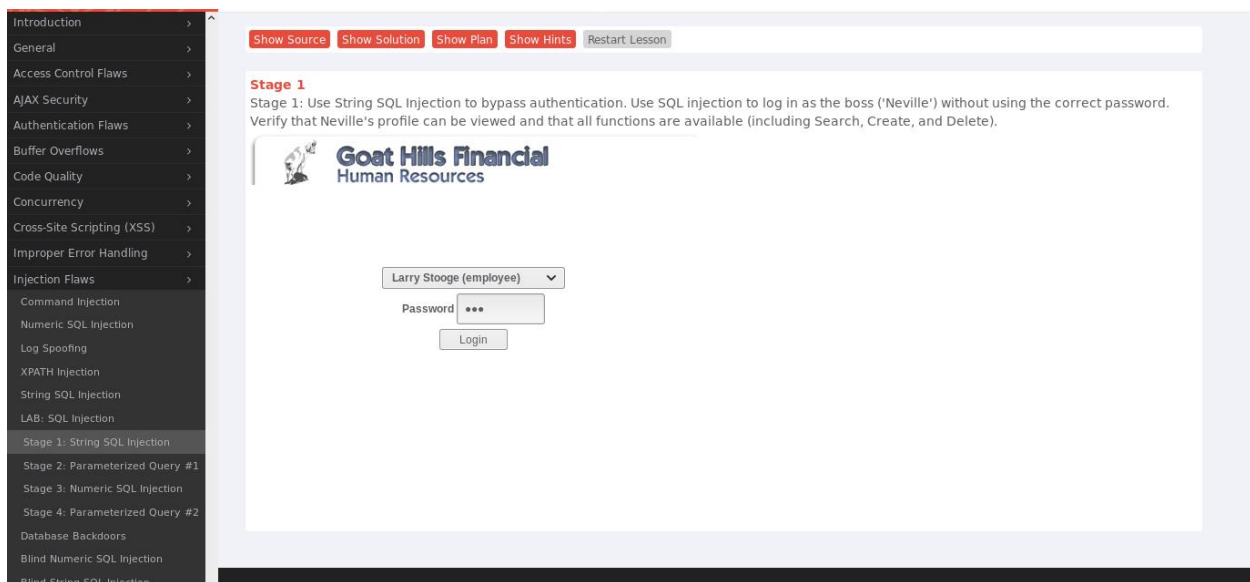 Introduction
General
Access Control Flaws
AJAX Security
Authentication Flaws
Buffer Overflows
Code Quality
Concurrency
Cross-Site Scripting (XSS)
Improper Error Handling
Injection Flaws
Command Injection
Numeric SQL Injection
Log Spoofing
XPATH Injection
String SQL Injection
LAB: SQL Injection
Stage 1: String SQL Injection
Stage 2: Parameterized Query #1
Stage 3: Numeric SQL Injection
Stage 4: Parameterized Query #2
Database Backdoors
Blind Numeric SQL Injection
Blind String SQL Injection
Show Source Show Solution Show Plan Show Hints Restart Lesson
Stage 1
Stage 1: Use String SQL Injection to bypass authentication. Use SQL injection to log in as the boss ('Neville') without using the correct password.
Verify that Neville's profile can be viewed and that all functions are available (including Search, Create, and Delete).
Goat Hills Financial
Human Resources
Larry Stooge (employee)
Password
Login